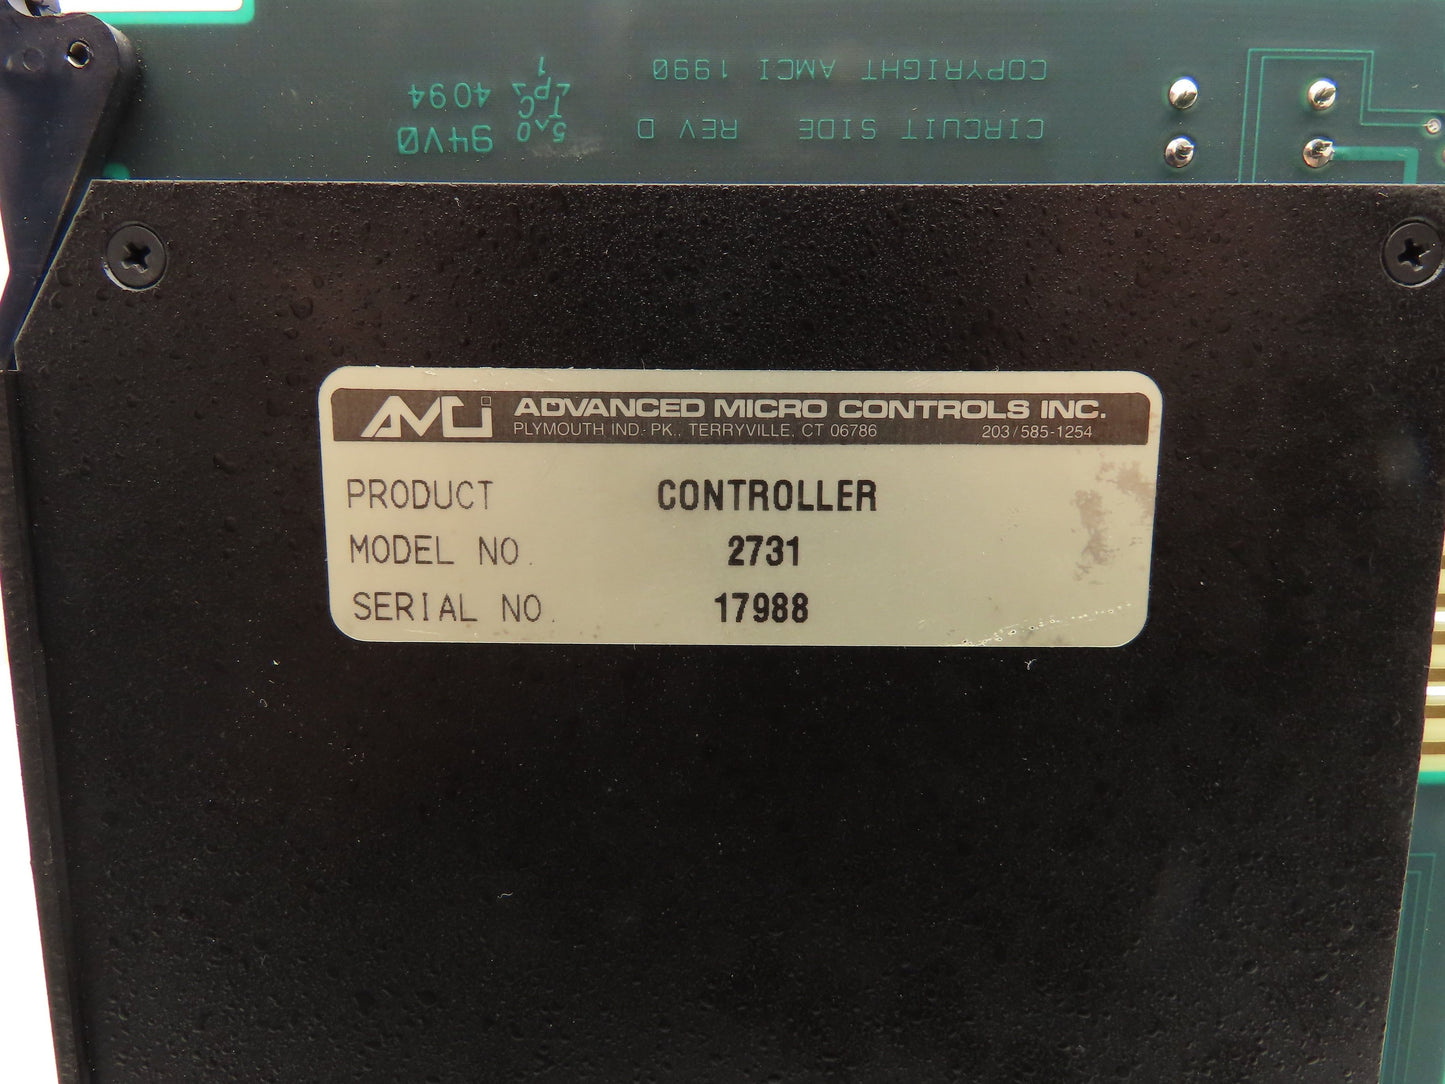 COPYRIGHT AMCI 1990
CIRCUIT SIDE REV D
4094
94V0
AMCi ADVANCED MICRO CONTROLS INC.
PLYMOUTH IND. PK., TERRYVILLE, CT 06786 203/585-1254
PRODUCT CONTROLLER
MODEL NO. 2731
SERIAL NO. 17988